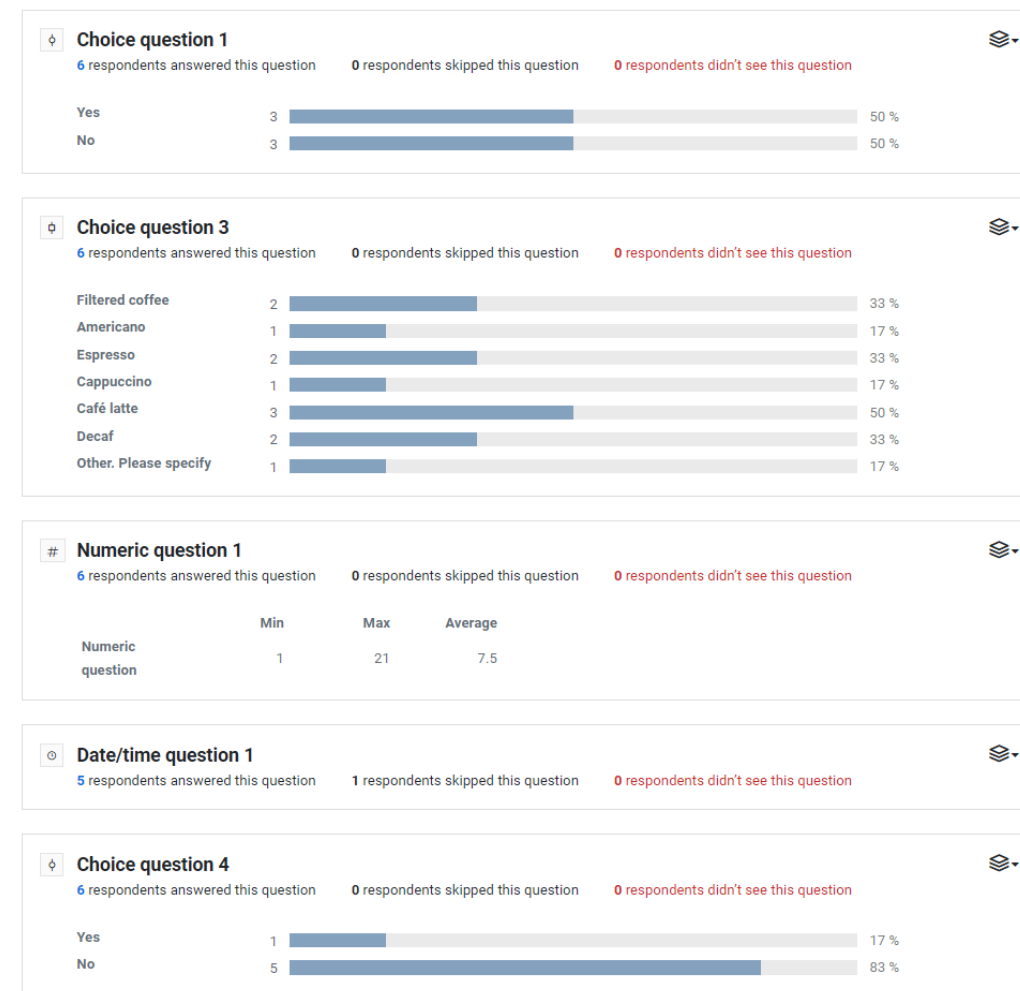 Choice question 1
6 respondents answered this question 0 respondents skipped this question 0 respondents didn't see this question
Yes 3 50 %
No 3 50 %
Choice question 3
6 respondents answered this question 0 respondents skipped this question 0 respondents didn't see this question
Filtered coffee 2 33 %
Americano 1 17 %
Espresso 2 33 %
Cappuccino 1 17 %
Café latte 3 50 %
Decaf 2 33 %
Other. Please specify 1 17 %
# Numeric question 1
6 respondents answered this question 0 respondents skipped this question 0 respondents didn't see this question
Min Max Average
Numeric
question
1 21 7.5
Date/time question 1
5 respondents answered this question 1 respondents skipped this question 0 respondents didn't see this question
Choice question 4
6 respondents answered this question 0 respondents skipped this question 0 respondents didn't see this question
Yes 1 17 %
No 5 83 %